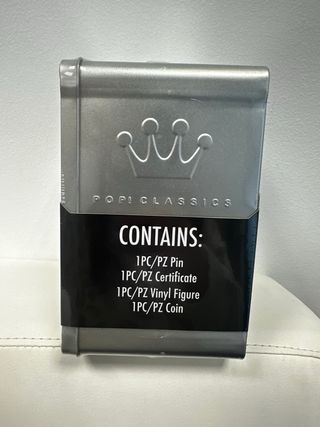 POP! CLASSICS
CONTAINS:
1PC/PZ Pin
1PC/PZ Certificate
1PC/PZ Vinyl Figure
1PC/PZ Coin